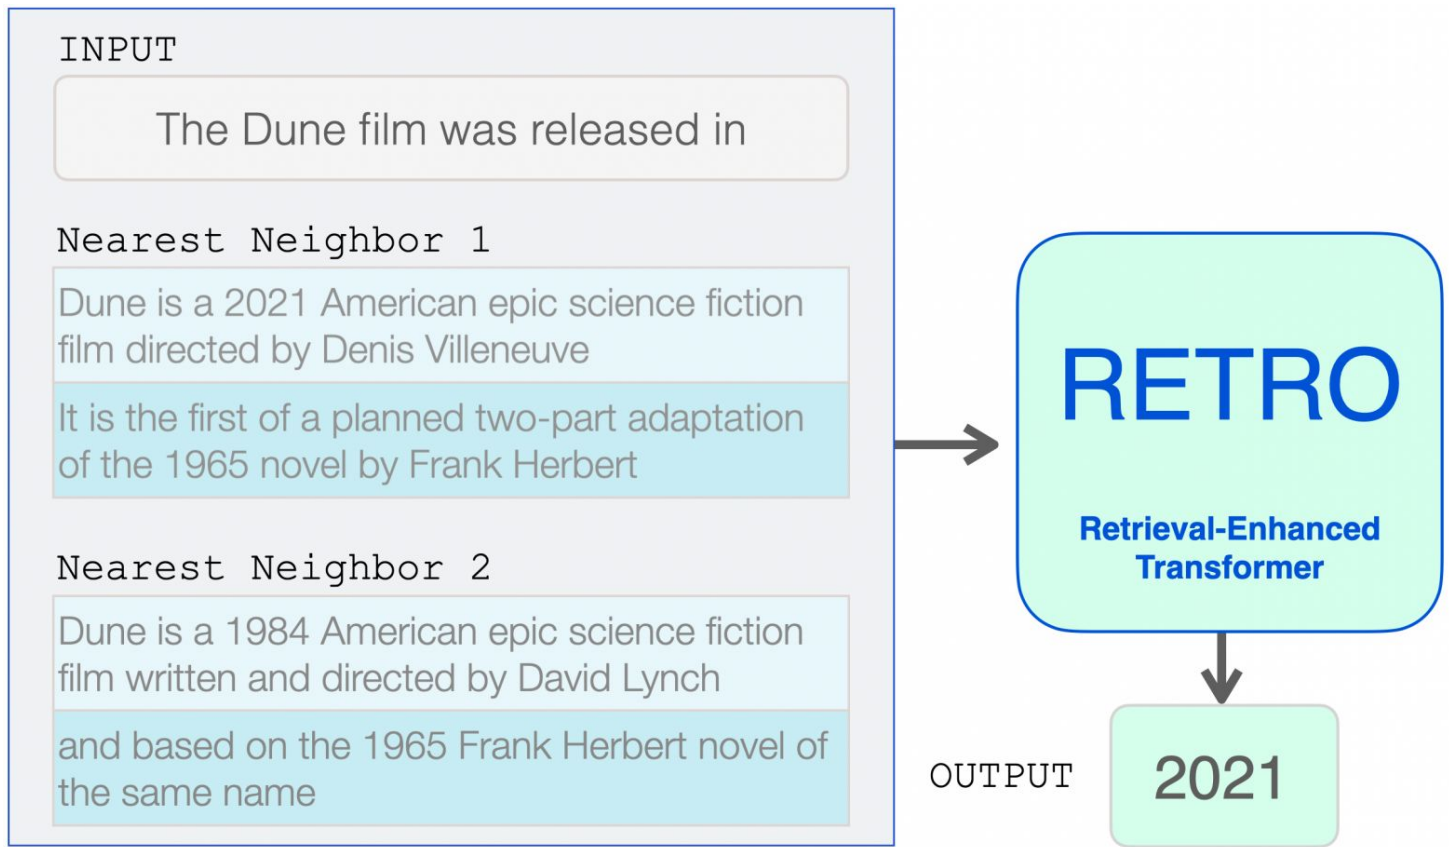 INPUT
The Dune film was released in
Nearest Neighbor 1
Dune is a 2021 American epic science fiction
film directed by Denis Villeneuve
It is the first of a planned two-part adaptation
of the 1965 novel by Frank Herbert
Nearest Neighbor 2
Dune is a 1984 American epic science fiction
film written and directed by David Lynch
and based on the 1965 Frank Herbert novel of
the same name
RETRO
Retrieval-Enhanced
Transformer
OUTPUT
2021